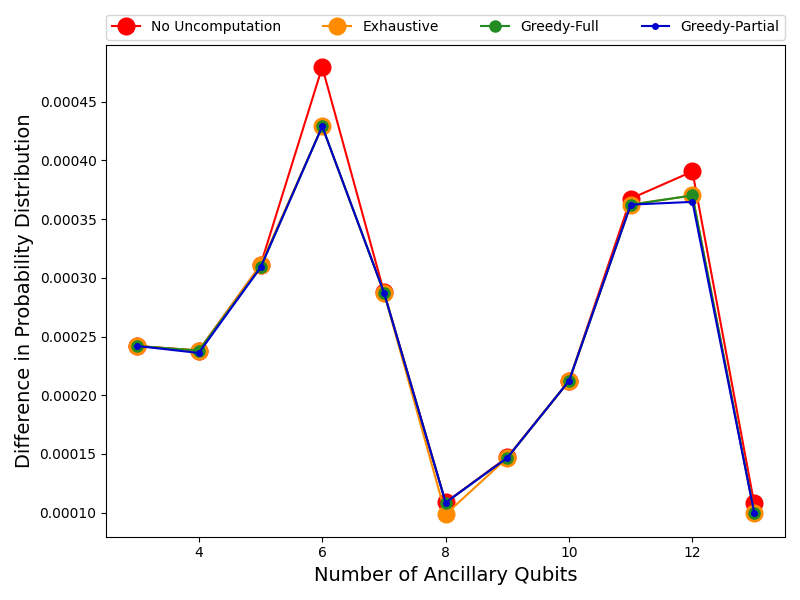 No Uncomputation Exhaustive Greedy-Full Greedy-Partial
Difference in Probability Distribution
0.00045
0.00040
0.00035
0.00030
0.00025
0.00020
0.00015
0.00010
4 6 8 10 12
Number of Ancillary Qubits